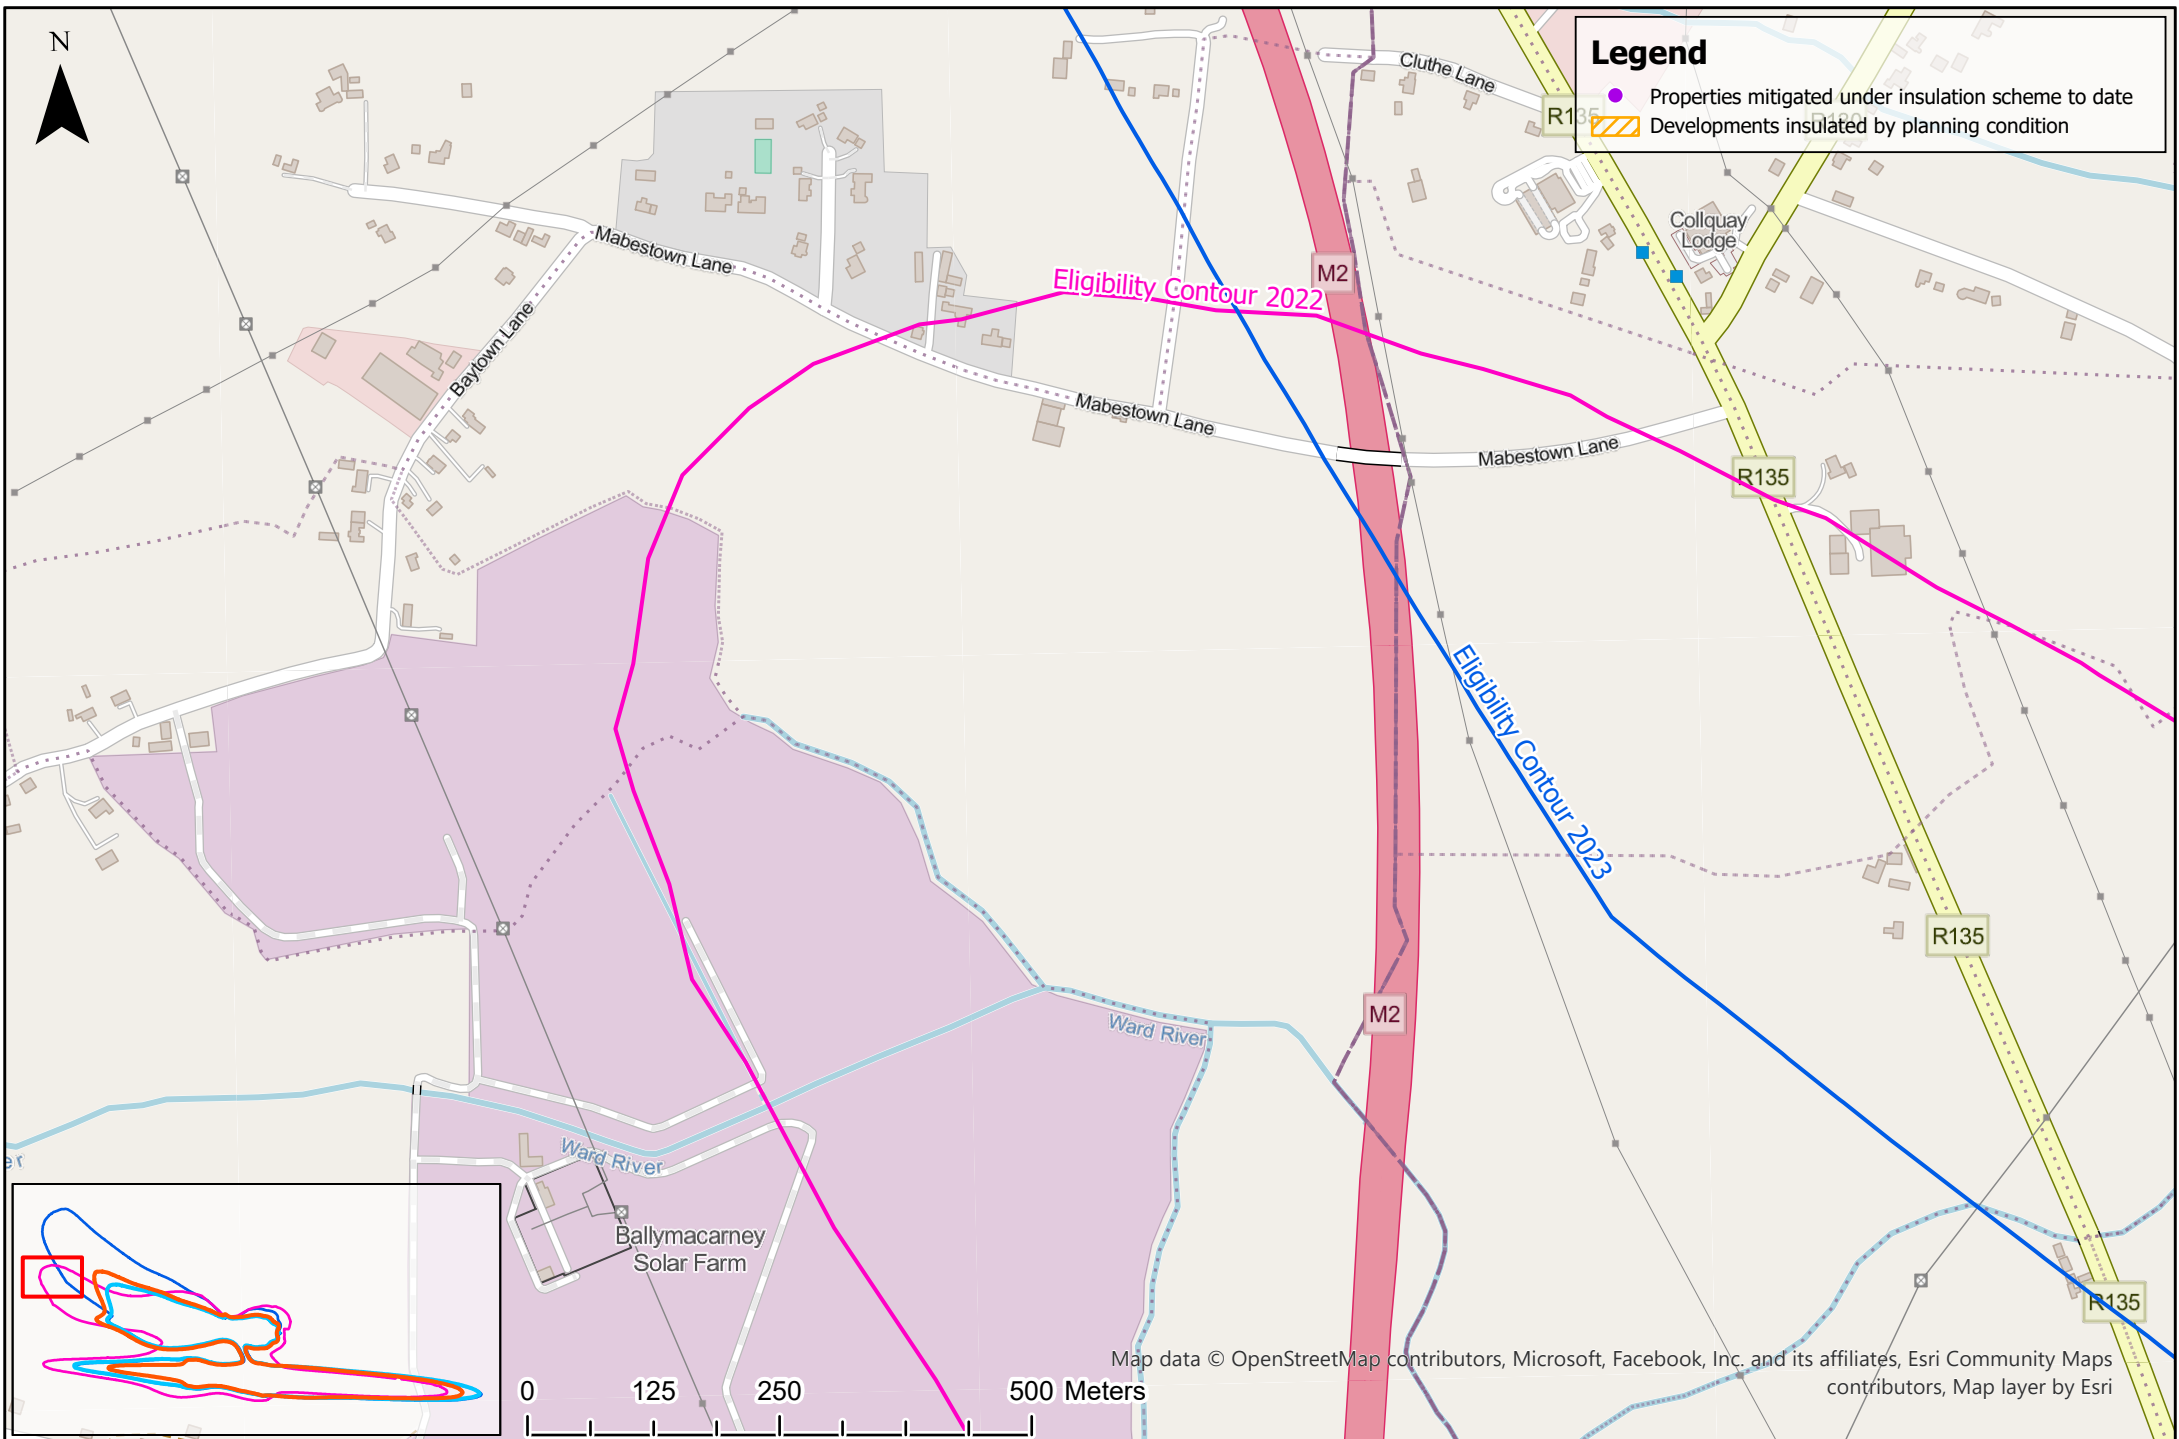 N
Legend
Properties mitigated under insulation scheme to date
Developments insulated by planning condition
Cluthe Lane
R135
Collquay
Lodge
Mabestown Lane
M2
Eligibility Contour 2022
Baytown Lane
Mabestown Lane
Mabestown Lane
R135
Eligibility Contour 2023
R135
M2
Ward River
Ward River
er
Ballymacarney
Solar Farm
R135
Map data © OpenStreetMap contributors, Microsoft, Facebook, Inc. and its affiliates, Esri Community Maps
contributors, Map layer by Esri
0 125 250 500 Meters